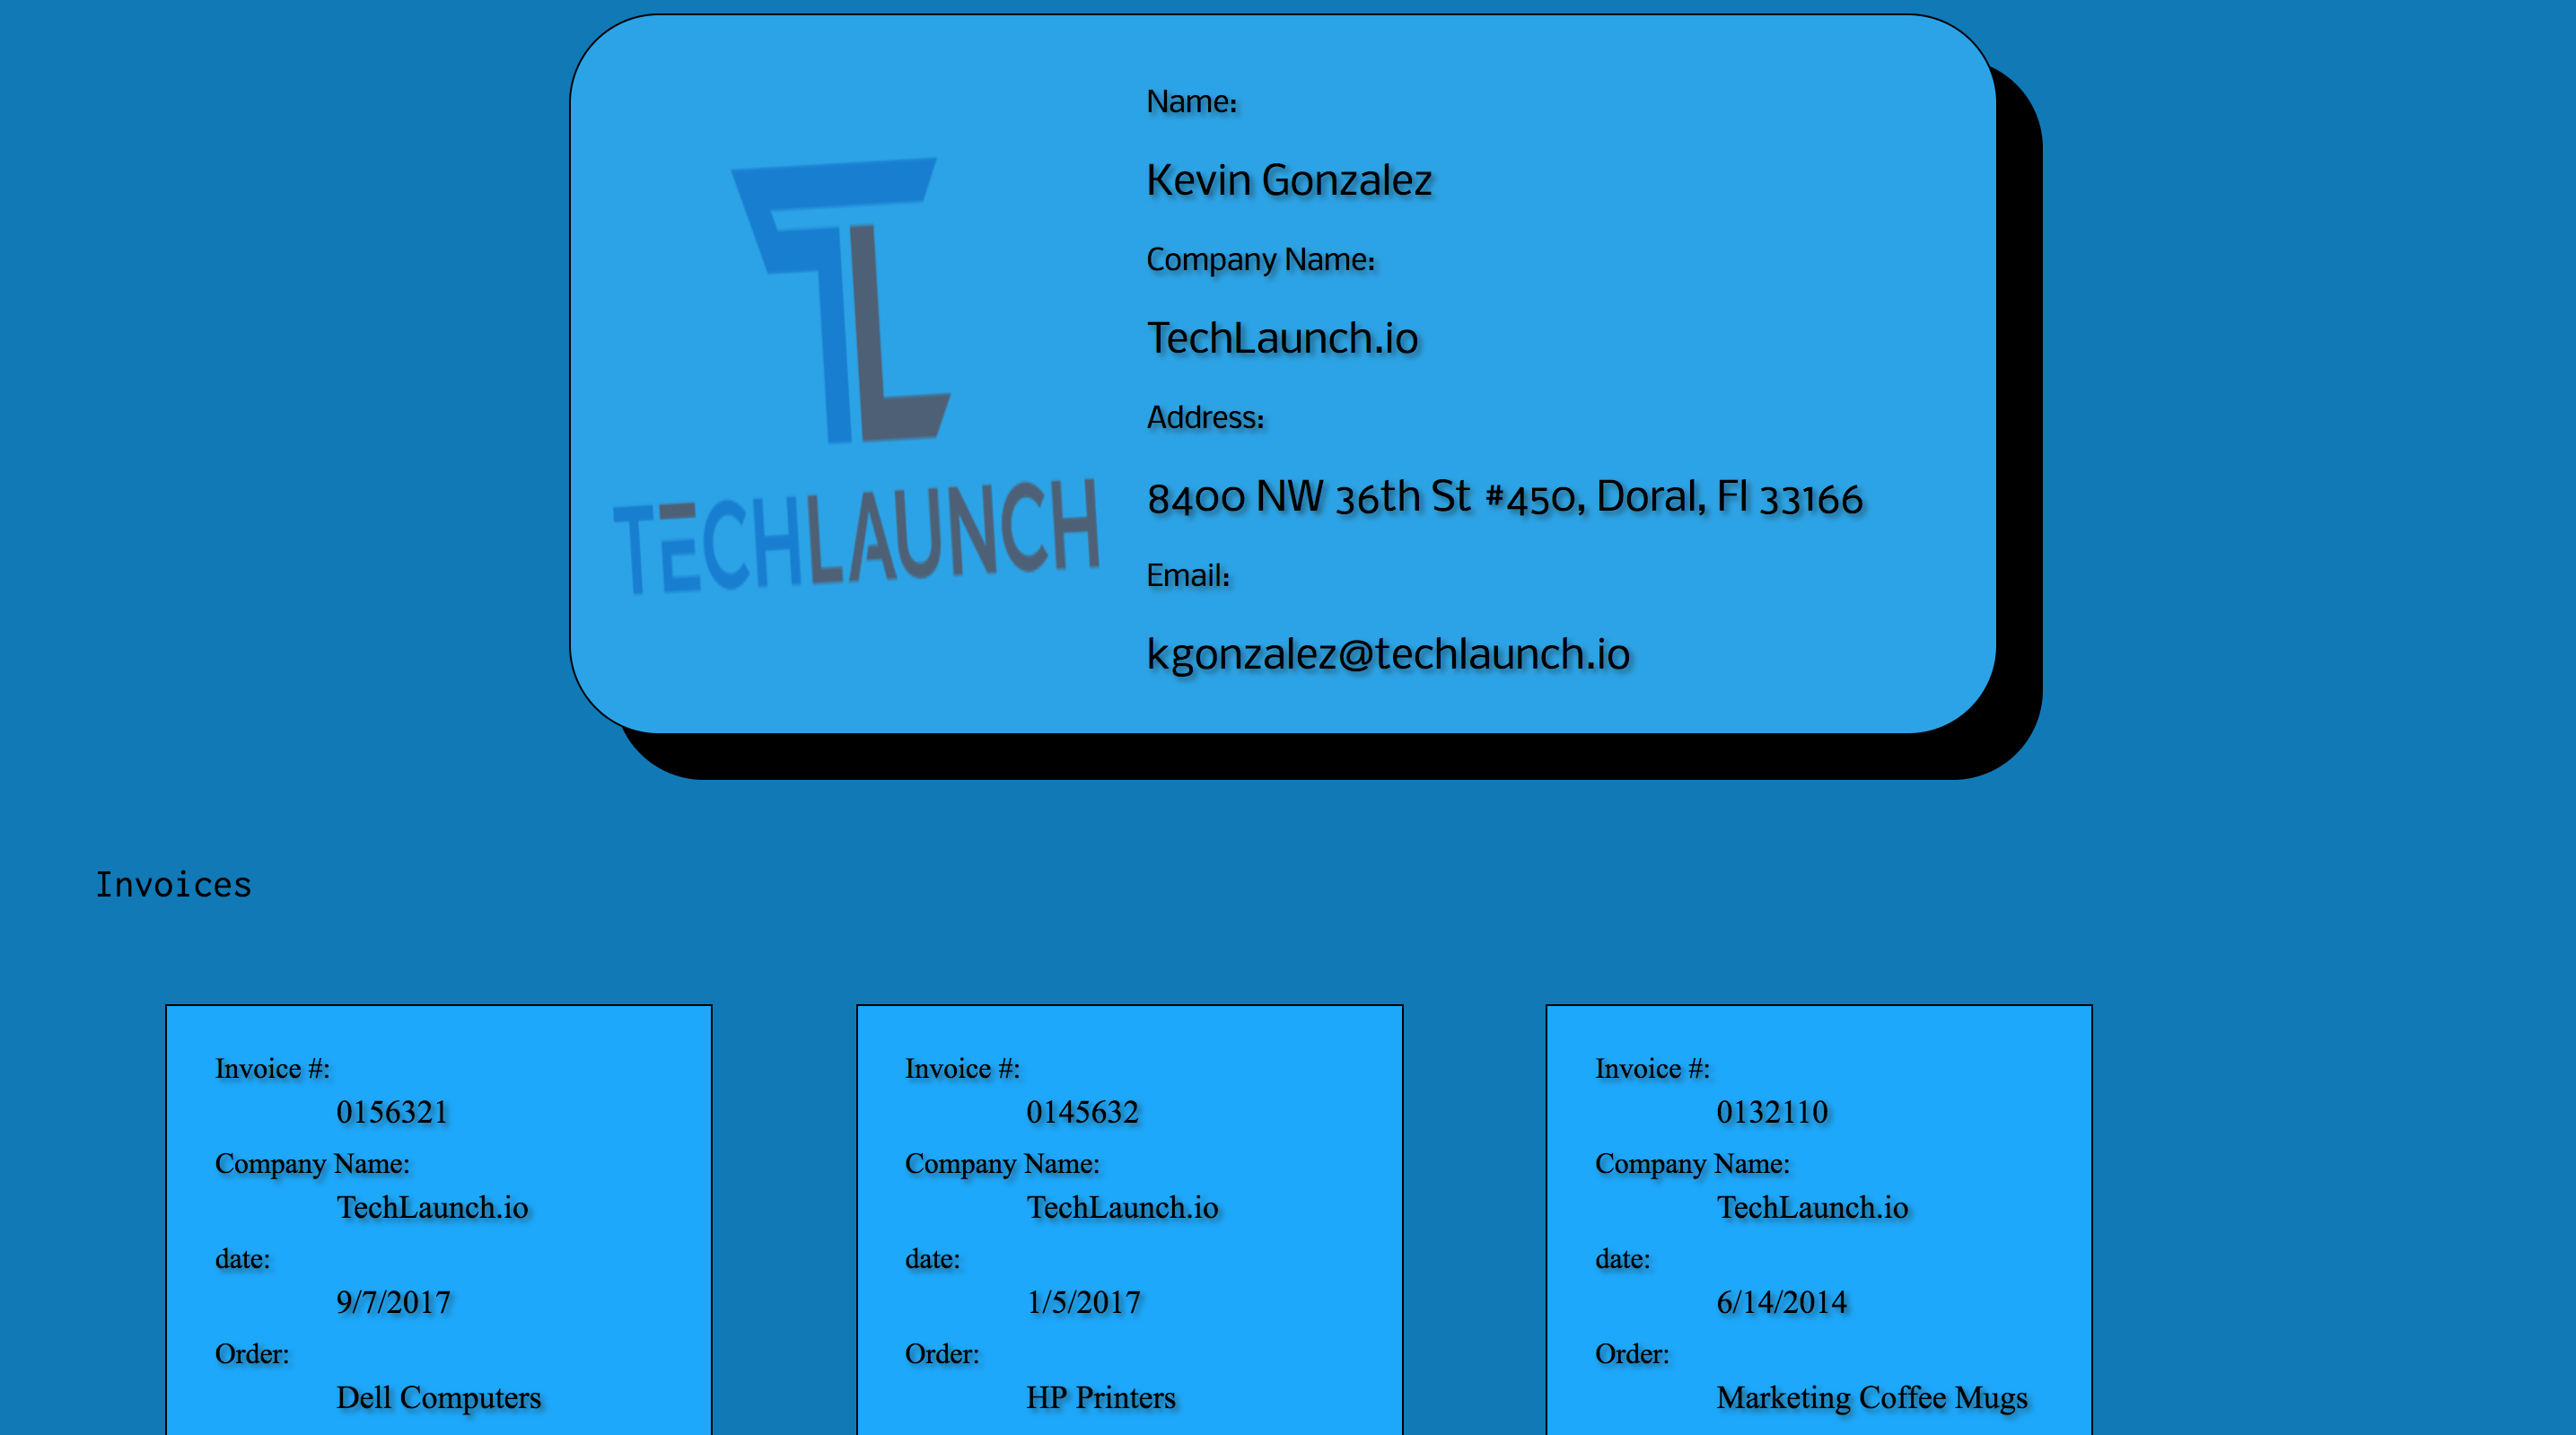 TECHLAUNCH
Name:
Kevin Gonzalez
Company Name:
TechLaunch.io
Address:
8400 NW 36th St #450, Doral, Fl 33166
Email:
kgonzalez@techlaunch.io
Invoices
Invoice #:
0156321
Company Name:
TechLaunch.io
date:
9/7/2017
Order:
Dell Computers
Invoice #:
0145632
Company Name:
TechLaunch.io
date:
1/5/2017
Order:
HP Printers
Invoice #:
0132110
Company Name:
TechLaunch.io
date:
6/14/2014
Order:
Marketing Coffee Mugs